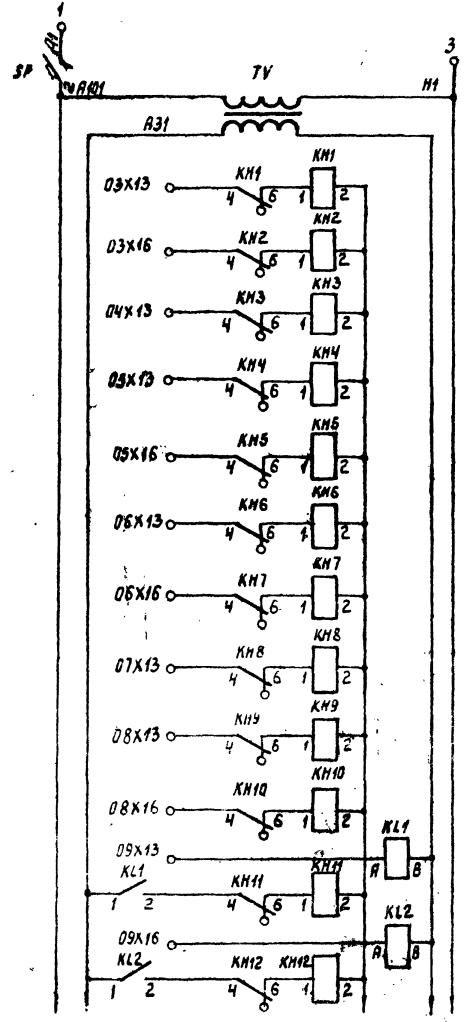 1
A1
SF
2
A101
TV
3
H1
A31
03X13 4 KH1 6 1 KH1 2
03X16 4 KH2 6 1 KH2 2
04X13 4 KH3 6 1 KH3 2
05X13 4 KH4 6 1 KH4 2
05X16 4 KH5 6 1 KH5 2
06X13 4 KH6 6 1 KH6 2
06X16 4 KH7 6 1 KH7 2
07X13 4 KH8 6 1 KH8 2
08X13 4 KH9 6 1 KH9 2
08X16 4 KH10 6 1 KH10 2
09X13 A KL1 B
1 KL1 2 4 KH11 6 1 KH11 2
09X16 A KL2 B
1 KL2 2 4 KH12 6 1 KH12 2